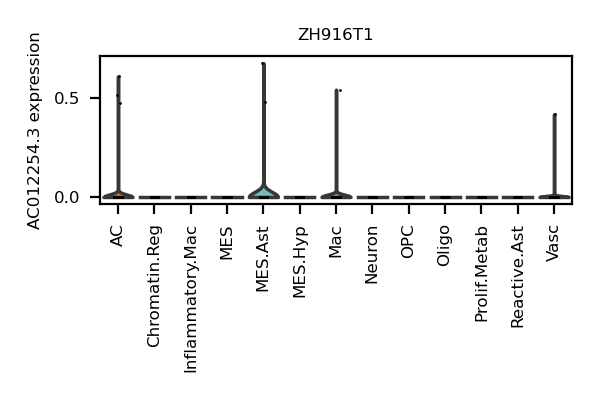 ZH916T1
AC012254.3 expression
0.5
0.0
AC
Chromatin.Reg
Inflammatory.Mac
MES
MES.Ast
MES.Hyp
Mac
Neuron
OPC
Oligo
Prolif.Metab
Reactive.Ast
Vasc